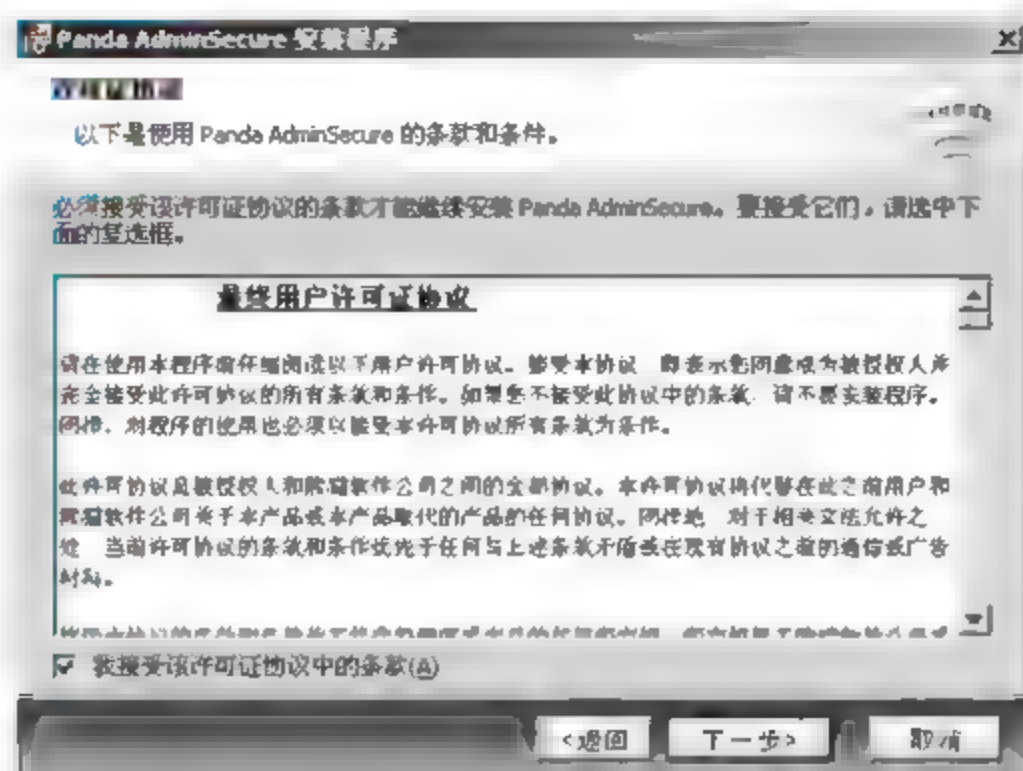 Panda AdminSecure 安装程序
许可证协议
以下是使用 Panda AdminSecure 的条款和条件。
必须接受该许可证协议的条款才能继续安装 Panda AdminSecure。要接受它们，请选中下
面的复选框。
最终用户许可证协议
请在使用本程序前仔细阅读以下用户许可协议。接受本协议 即表示您同意成为被授权人并
完全接受此许可协议的所有条款和条件。如果您不接受此协议中的条款 请不要安装程序。
同样，对程序的使用也必须以接受本许可协议所有条款为条件。
此许可协议是被授权人和熊猫软件公司之间的全部协议。本许可协议将代替在此之前用户和
熊猫软件公司关于本产品或本产品取代的产品的任何协议。同样地 对于相关立法允许之
处 当前许可协议的条款和条件优先于任何与上述条款矛盾或在现有协议之前的通信或广告
材料。
我接受该许可证协议中的条款(A)
<返回
下一步>
取消